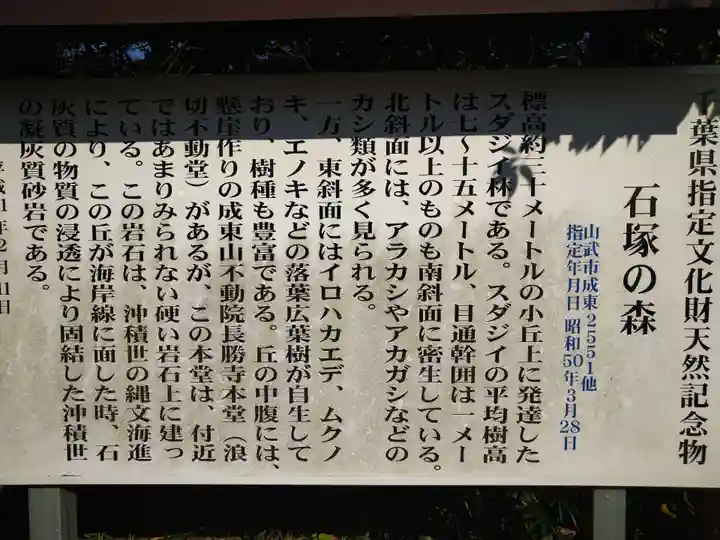 千葉県指定文化財天然記念物
石塚の森
山武市成東2551他
指定年月日 昭和50年3月28日
標高約三十メートルの小丘上に発達した
スダジイ林である。スダジイの平均樹高
は七〜十五メートル、目通幹囲は一メー
トル以上のものも南斜面に密生している。
北斜面には、アラカシやアカガシなどの
カシ類が多く見られる。
一方、東斜面にはイロハカエデ、ムクノ
キ、エノキなどの落葉広葉樹が自生して
おり、樹種も豊富である。丘の中腹には、
懸崖作りの成東山不動院長勝寺本堂（浪
切不動堂）があるが、この本堂は、付近
ではあまりみられない硬い岩石上に建っ
ている。この岩石は、沖積世の縄文海進
により、この丘が海岸線に面した時、石
灰質の物質の浸透により固結した沖積世
の凝灰質砂岩である。